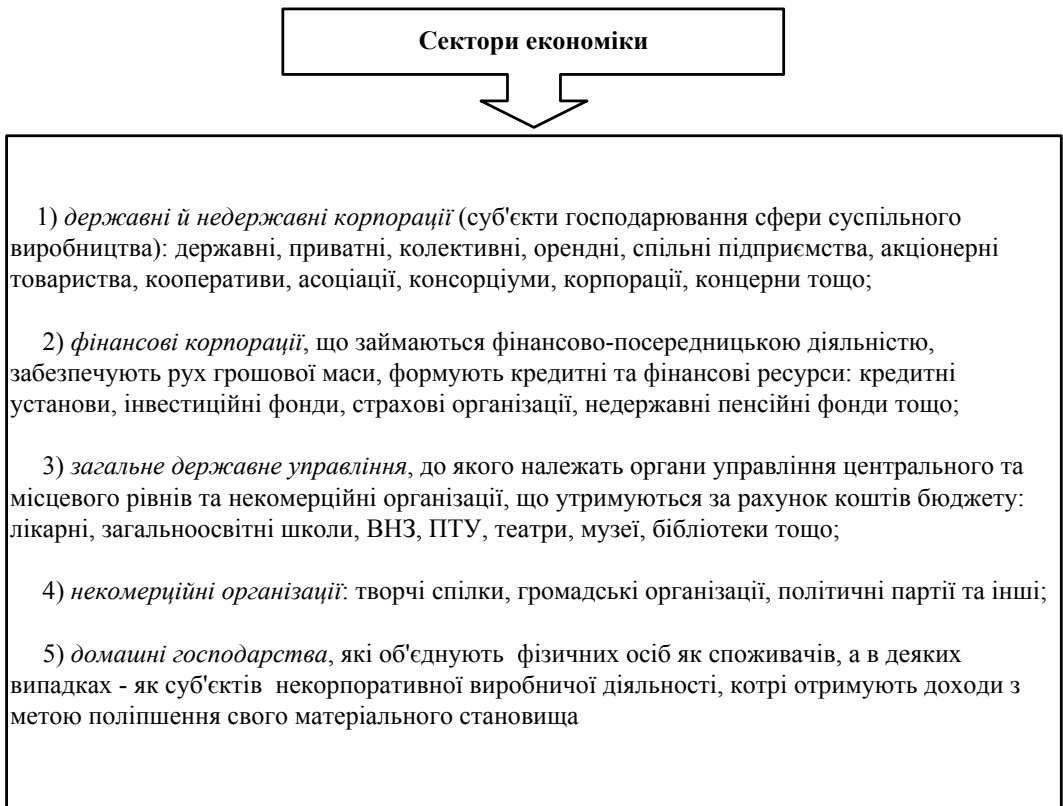 Сектори економіки
1) державні й недержавні корпорації (суб'єкти господарювання сфери суспільного
виробництва): державні, приватні, колективні, орендні, спільні підприємства, акціонерні
товариства, кооперативи, асоціації, консорціуми, корпорації, концерни тощо;
2) фінансові корпорації, що займаються фінансово-посередницькою діяльністю,
забезпечують рух грошової маси, формують кредитні та фінансові ресурси: кредитні
установи, інвестиційні фонди, страхові організації, недержавні пенсійні фонди тощо;
3) загальне державне управління, до якого належать органи управління центрального та
місцевого рівнів та некомерційні організації, що утримуються за рахунок коштів бюджету:
лікарні, загальноосвітні школи, ВНЗ, ПТУ, театри, музеї, бібліотеки тощо;
4) некомерційні організації: творчі спілки, громадські організації, політичні партії та інші;
5) домашні господарства, які об'єднують фізичних осіб як споживачів, а в деяких
випадках - як суб'єктів некорпоративної виробничої діяльності, котрі отримують доходи з
метою поліпшення свого матеріального становища